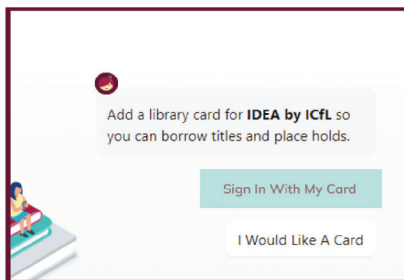 Add a library card for IDEA by ICfL so
you can borrow titles and place holds.
Sign In With My Card
I Would Like A Card